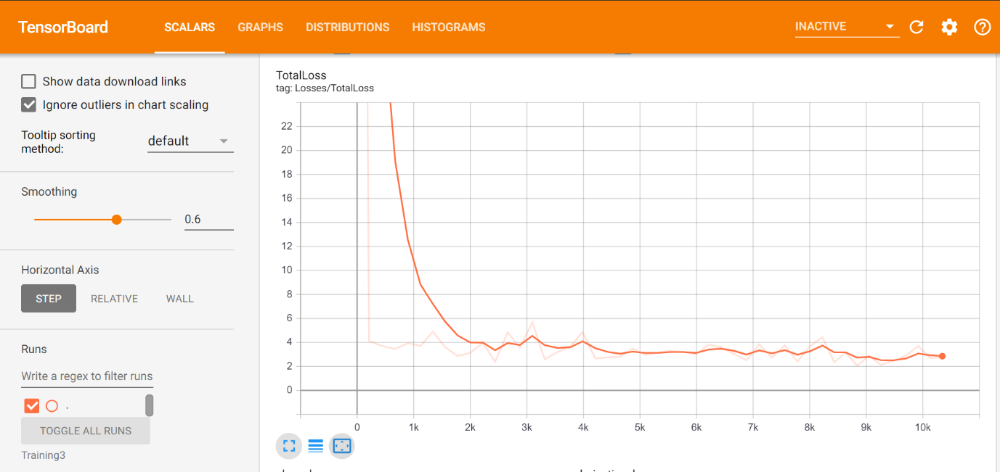 TensorBoard
SCALARS GRAPHS DISTRIBUTIONS HISTOGRAMS
INACTIVE
Show data download links
Ignore outliers in chart scaling
Tooltip sorting
method:
default
Smoothing
0.6
Horizontal Axis
STEP RELATIVE WALL
Runs
Write a regex to filter runs
.
TOGGLE ALL RUNS
Training3
TotalLoss
tag: Losses/TotalLoss
22
20
18
16
14
12
10
8
6
4
2
0
0 1k 2k 3k 4k 5k 6k 7k 8k 9k 10k